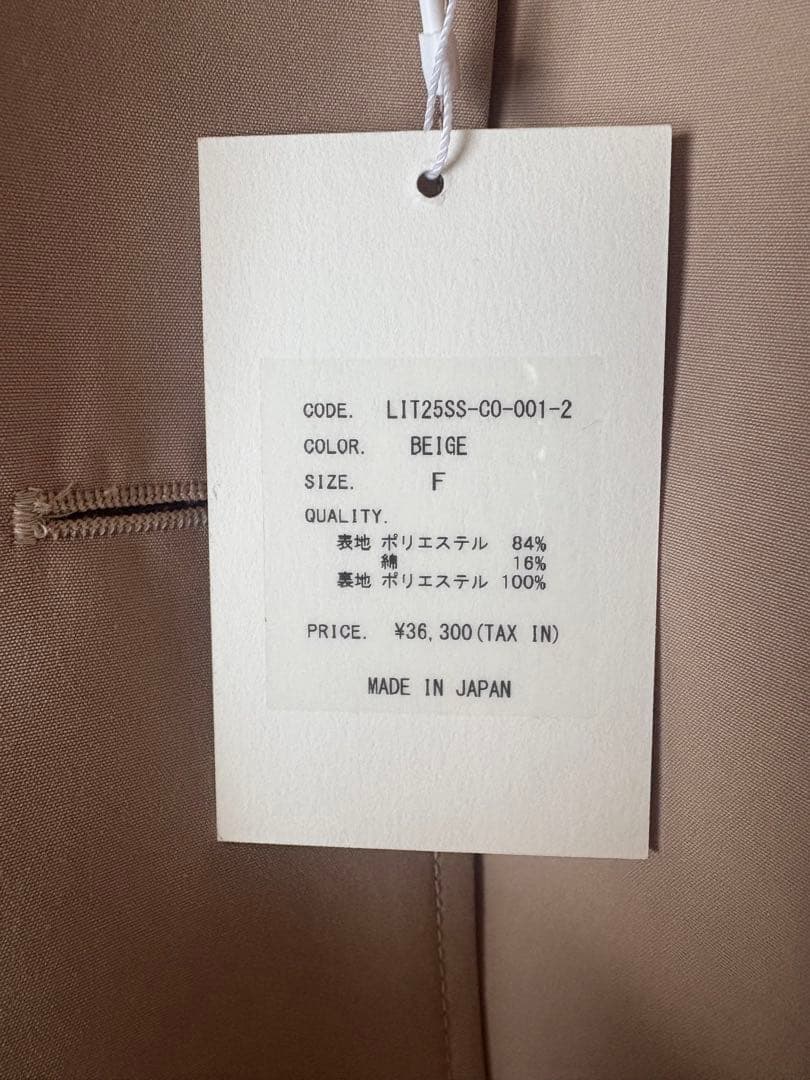 CODE. LIT25SS-CO-001-2
COLOR. BEIGE
SIZE. F
QUALITY.
表地 ポリエステル 84%
綿 16%
裏地 ポリエステル 100%
PRICE. ¥36,300(TAX IN)
MADE IN JAPAN